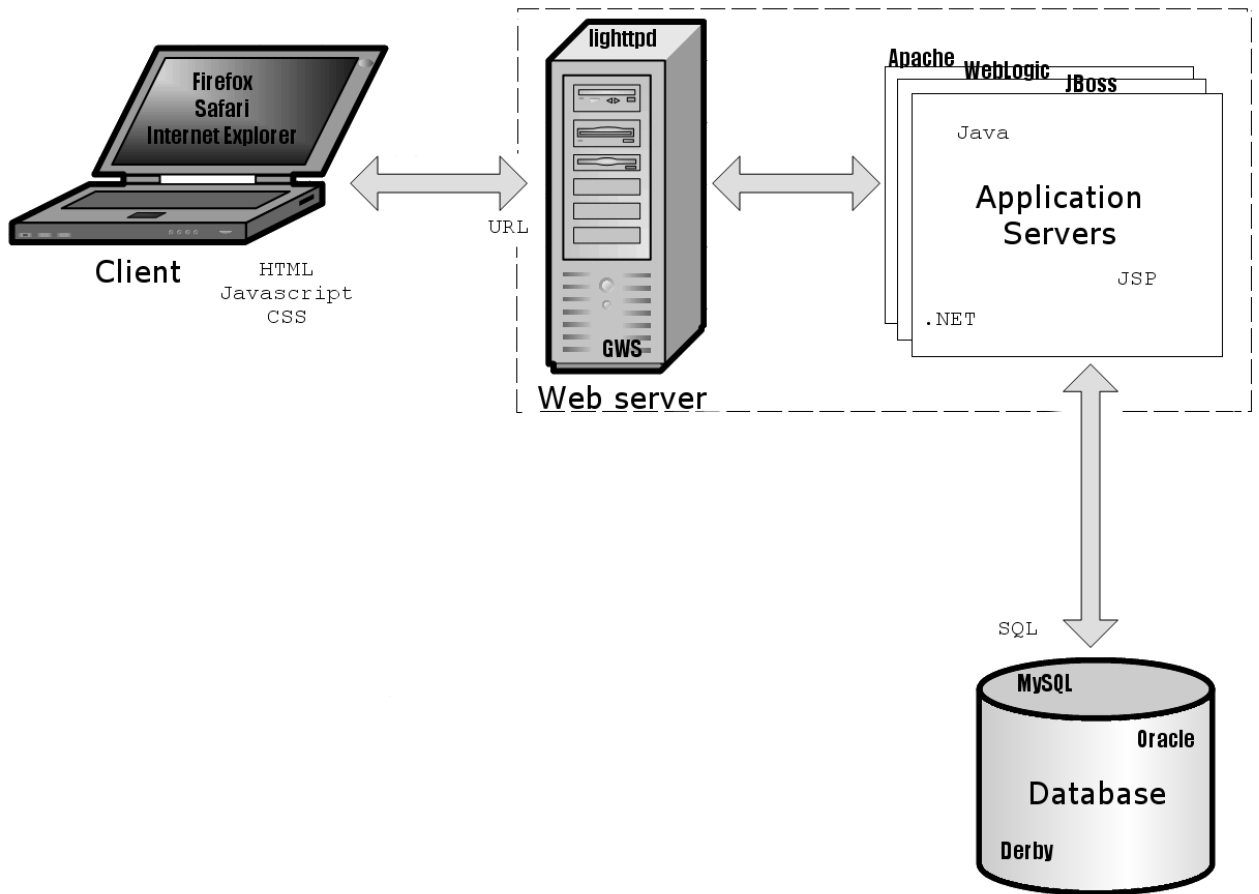 Firefox
Safari
Internet Explorer
Client
HTML
Javascript
CSS
URL
lighttpd
GWS
Web server
Apache
WebLogic
JBoss
Java
Application
Servers
JSP
.NET
SQL
MySQL
Oracle
Database
Derby